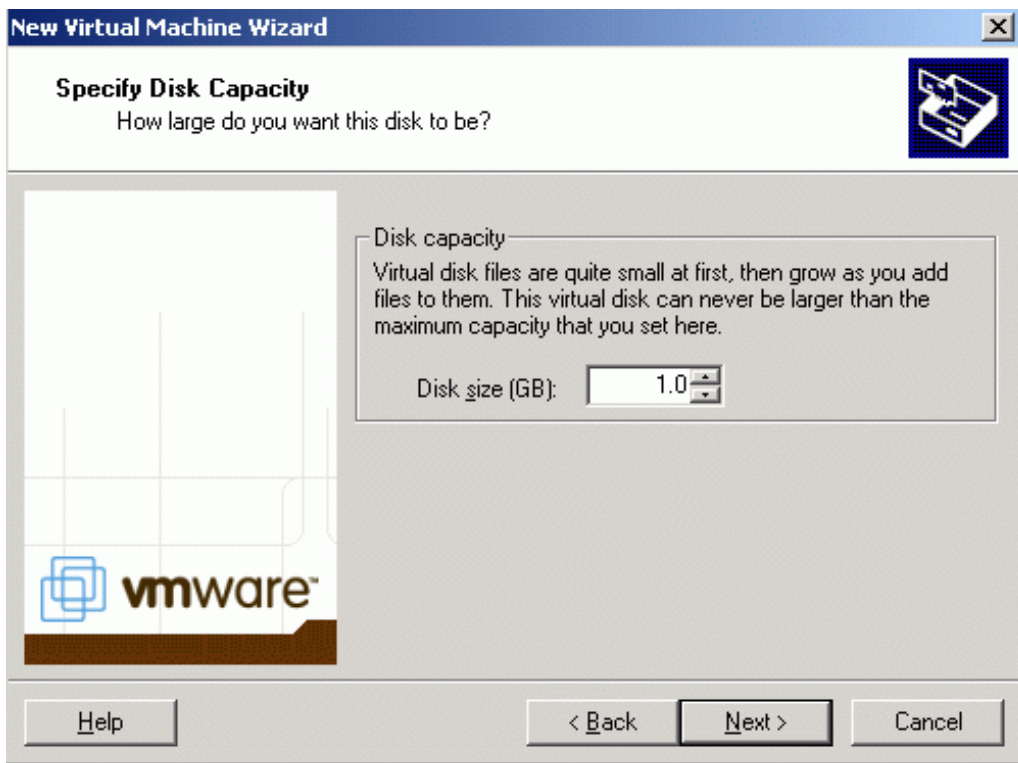 New Virtual Machine Wizard
Specify Disk Capacity
How large do you want this disk to be?
Disk capacity
Virtual disk files are quite small at first, then grow as you add
files to them. This virtual disk can never be larger than the
maximum capacity that you set here.
Disk size (GB): 1.0
vmware™
Help < Back Next > Cancel